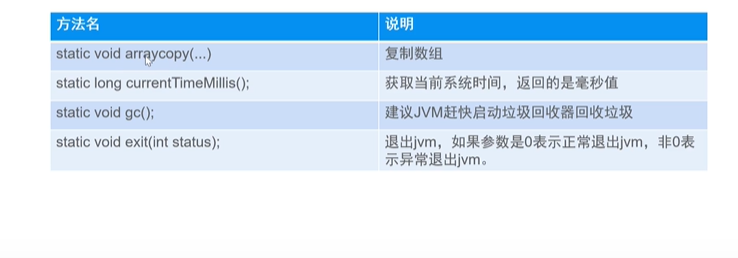 方法名 说明
static void arraycopy(...) 复制数组
static long currentTimeMillis(); 获取当前系统时间，返回的是毫秒值
static void gc(); 建议JVM赶快启动垃圾回收器回收垃圾
static void exit(int status); 退出jvm，如果参数是0表示正常退出jvm，非0表
示异常退出jvm。